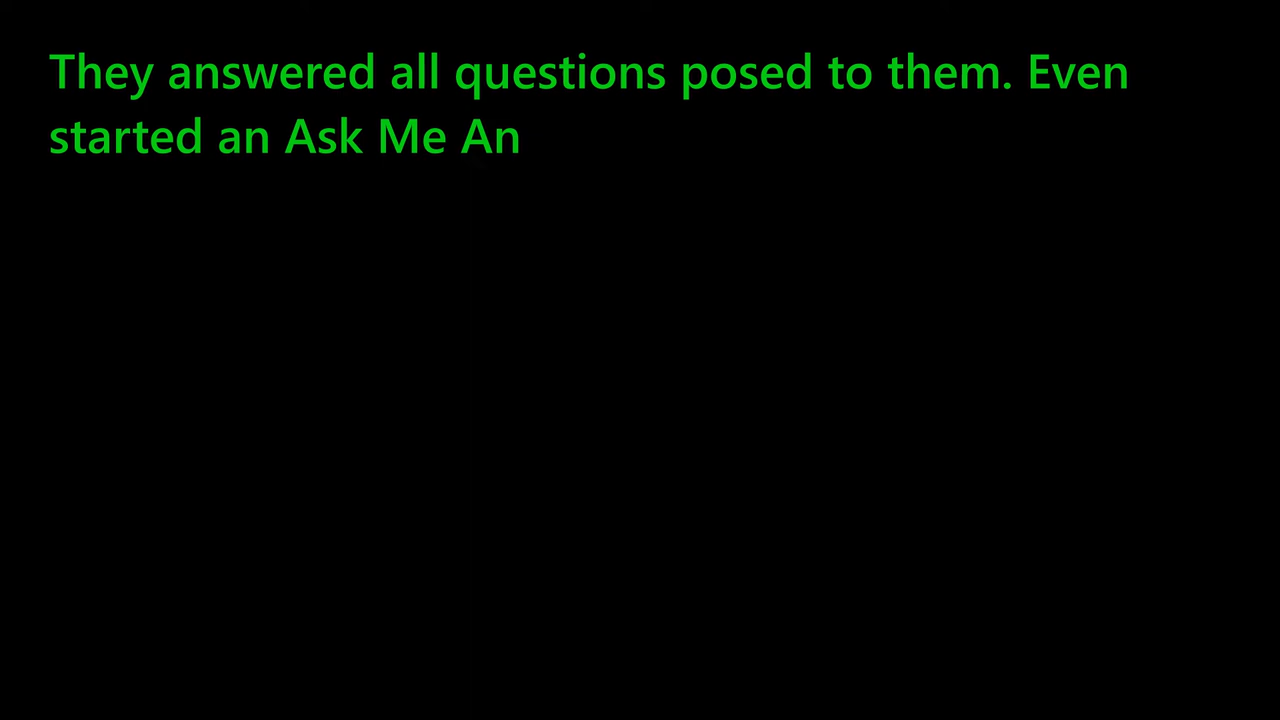 They answered all questions posed to them. Even
started an Ask Me An